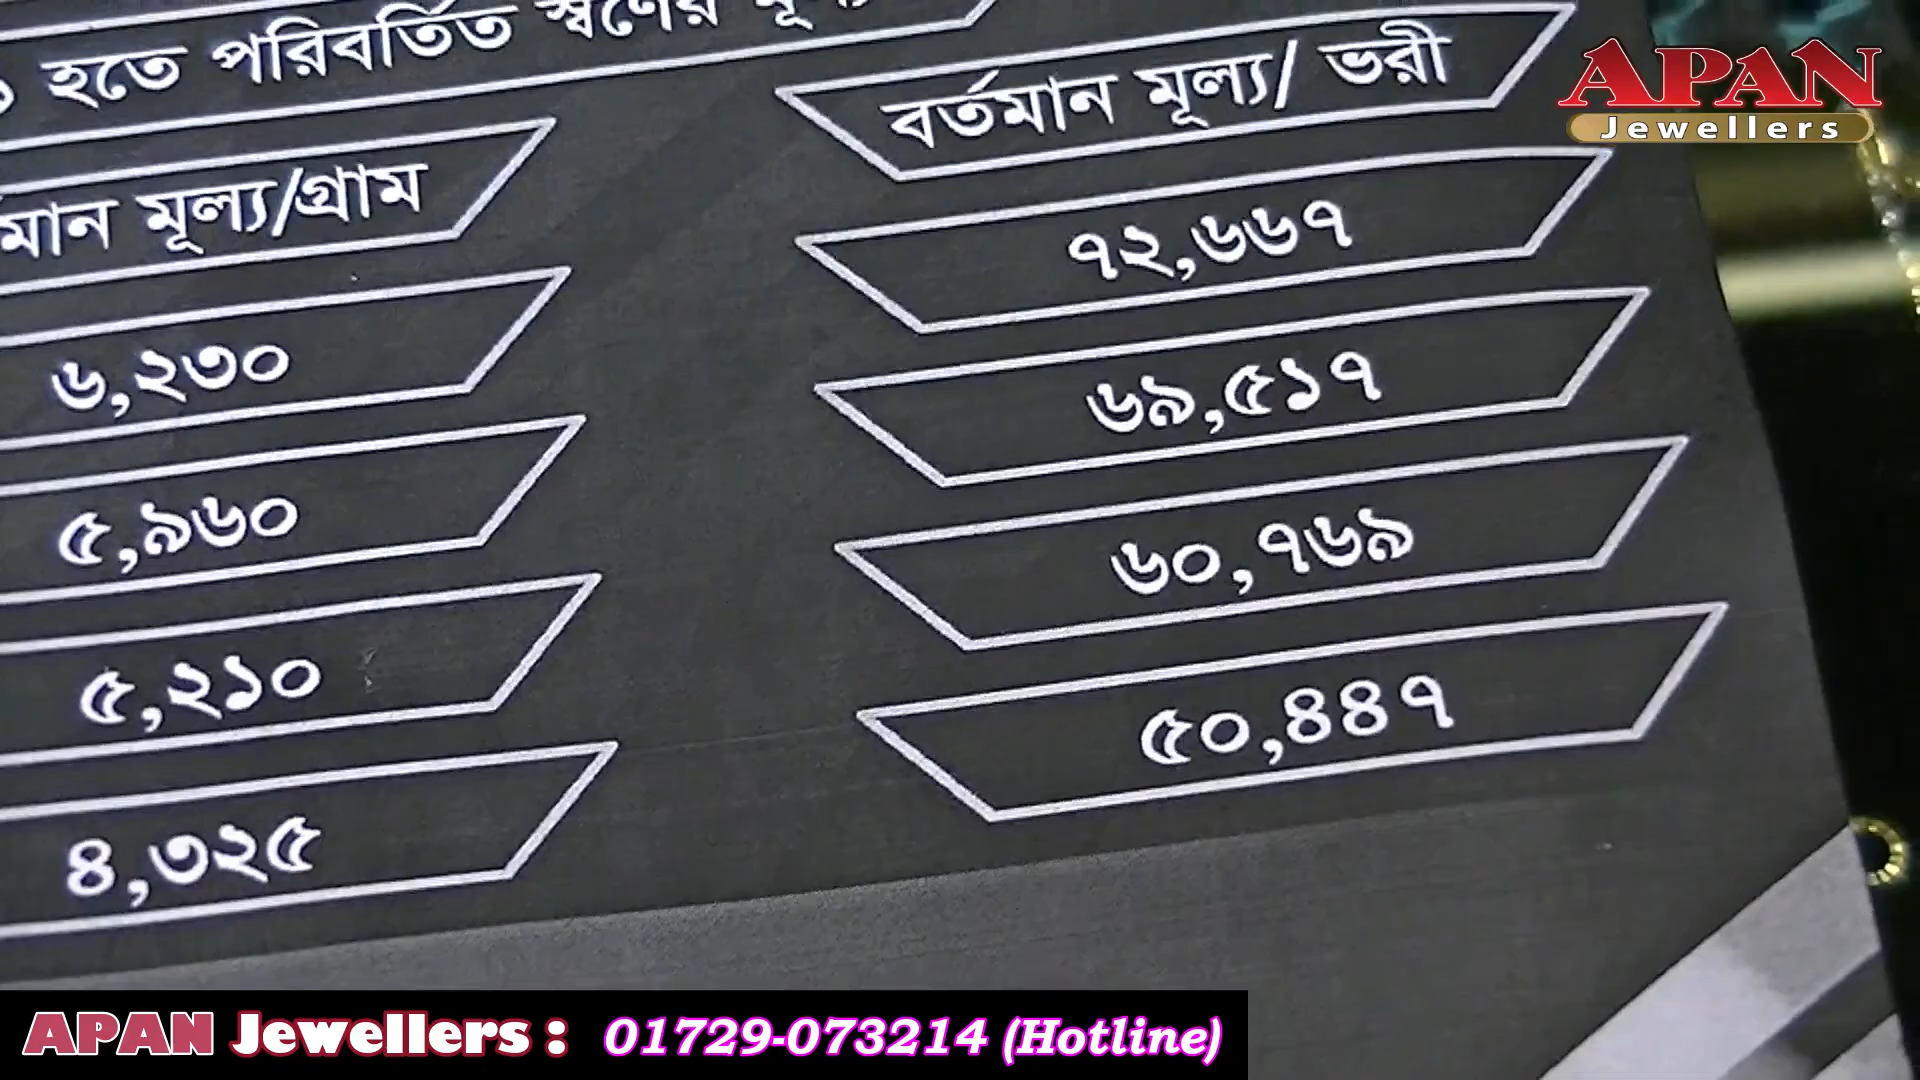 হতে পরিবর্তিত স্বর্ণের
মান মূল্য/গ্রাম
বর্তমান মূল্য/ ভরী
৬,২৩০
৭২,৬৬৭
৫,৯৬০
৬৯,৫১৭
৫,২১০
৬০,৭৬৯
৪,৩২৫
৫০,৪৪৭
APAN
Jewellers
APAN Jewellers : 01729-073214 (Hotline)